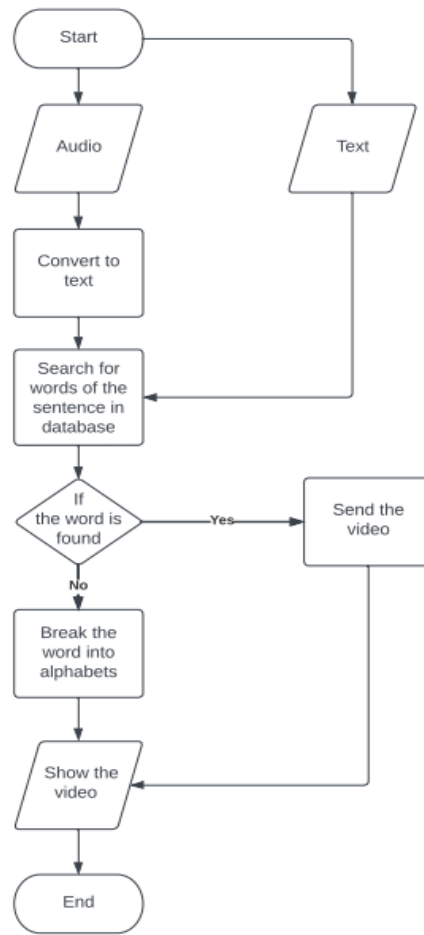 Start
Audio
Text
Convert to
text
Search for
words of the
sentence in
database
If
the word is
found
Yes
Send the
video
No
Break the
word into
alphabets
Show the
video
End